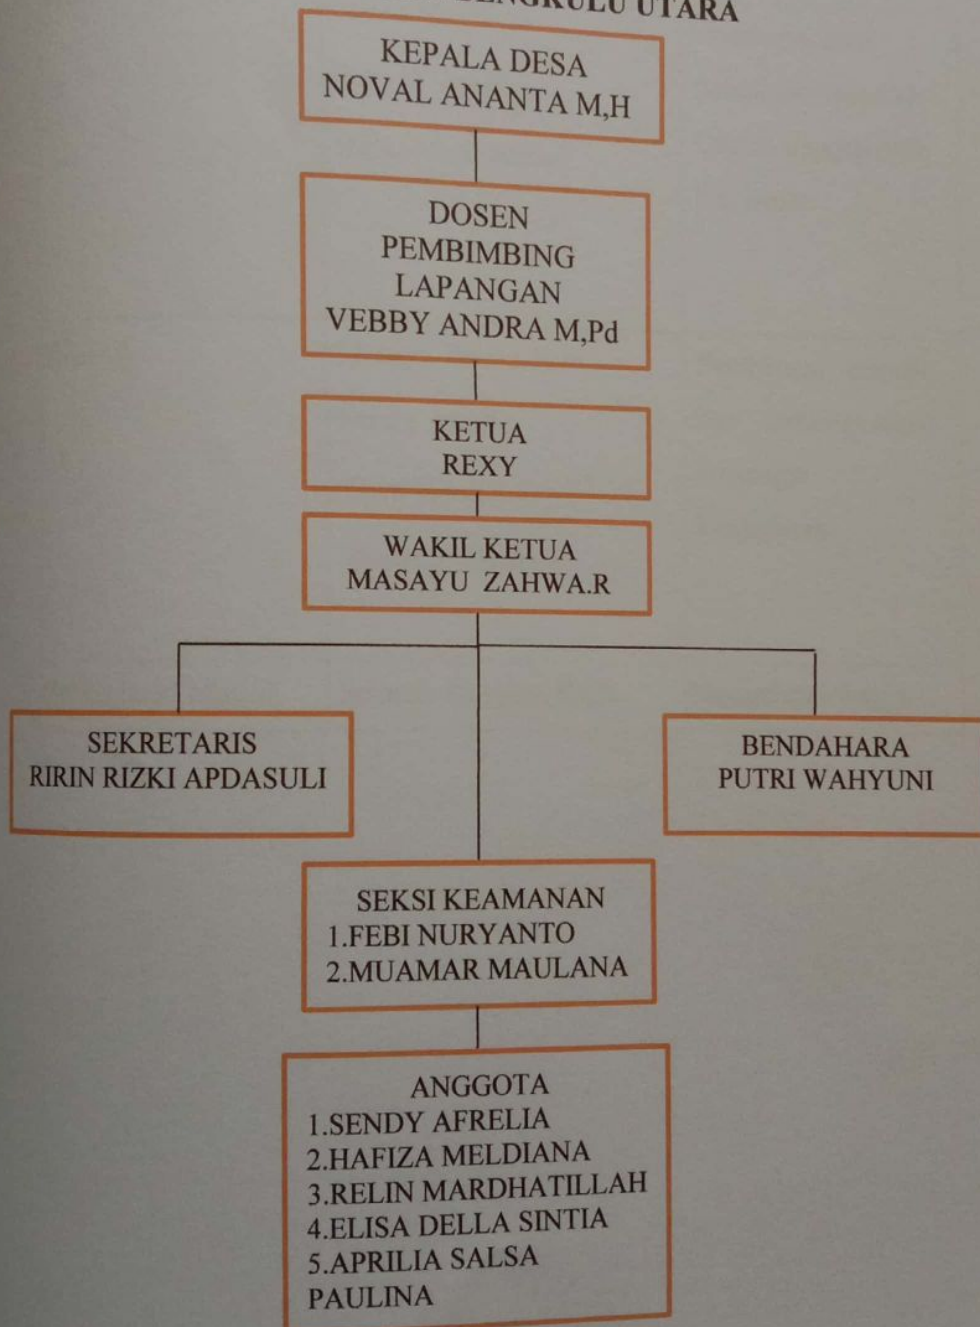 BENGKULU UTARA
KEPALA DESA
NOVAL ANANTA M,H
DOSEN
PEMBIMBING
LAPANGAN
VEBBY ANDRA M,Pd
KETUA
REXY
WAKIL KETUA
MASAYU ZAHWA.R
SEKRETARIS
RIRIN RIZKI APDASULI
BENDAHARA
PUTRI WAHYUNI
SEKSI KEAMANAN
1.FEBI NURYANTO
2.MUAMAR MAULANA
ANGGOTA
1.SENDY AFRELIA
2.HAFIZA MELDIANA
3.RELIN MARDHATILLAH
4.ELISA DELLA SINTIA
5.APRILIA SALSA
PAULINA